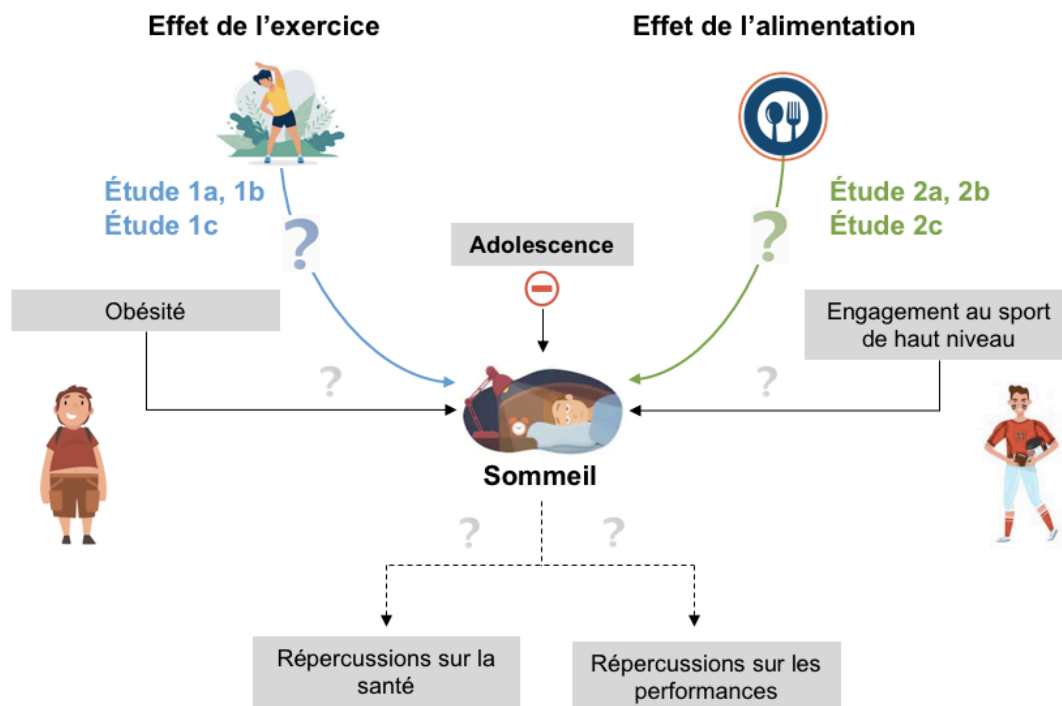 Effet de l’exercice
Effet de l’alimentation
Étude 1a, 1b
Étude 1c
?
Étude 2a, 2b
Étude 2c
?
Adolescence
Obésité
Engagement au sport
de haut niveau
?
?
Sommeil
?
?
Répercussions sur la
santé
Répercussions sur les
performances